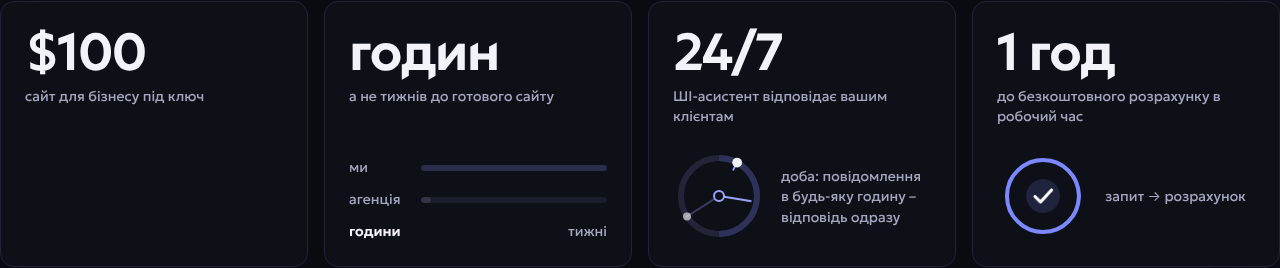 $100
сайт для бізнесу під ключ
годин
а не тижнів до готового сайту
ми
агенція
години
тижні
24/7
ШІ-асистент відповідає вашим
клієнтам
доба: повідомлення
в будь-яку годину –
відповідь одразу
1 год
до безкоштовного розрахунку в
робочий час
запит → розрахунок